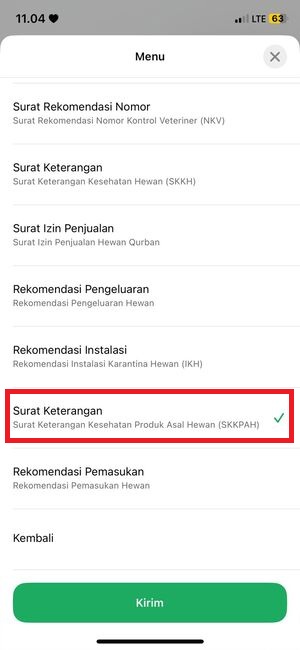 11.04
LTE 63
Menu
Surat Rekomendasi Nomor
Surat Rekomendasi Nomor Kontrol Veteriner (NKV)
Surat Keterangan
Surat Keterangan Kesehatan Hewan (SKKH)
Surat Izin Penjualan
Surat Izin Penjualan Hewan Qurban
Rekomendasi Pengeluaran
Rekomendasi Pengeluaran Hewan
Rekomendasi Instalasi
Rekomendasi Instalasi Karantina Hewan (IKH)
Surat Keterangan
Surat Keterangan Kesehatan Produk Asal Hewan (SKKPAH)
Rekomendasi Pemasukan
Rekomendasi Pemasukan Hewan
Kembali
Kirim